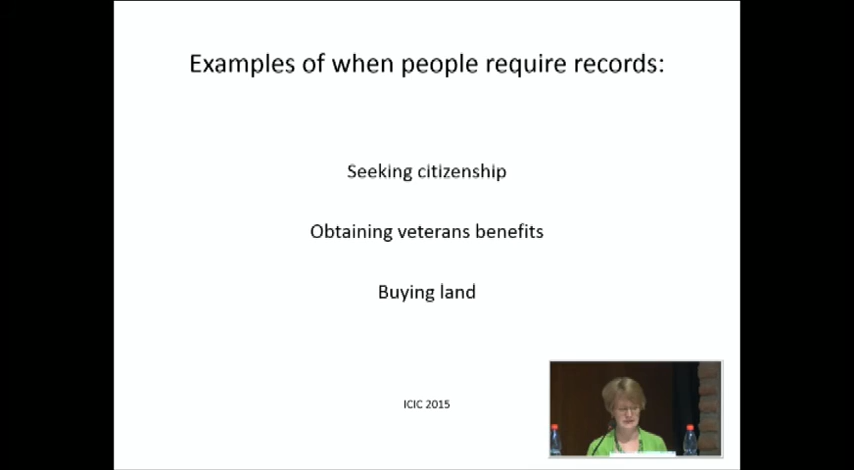 Examples of when people require records:
Seeking citizenship
Obtaining veterans benefits
Buying land
ICIC 2015